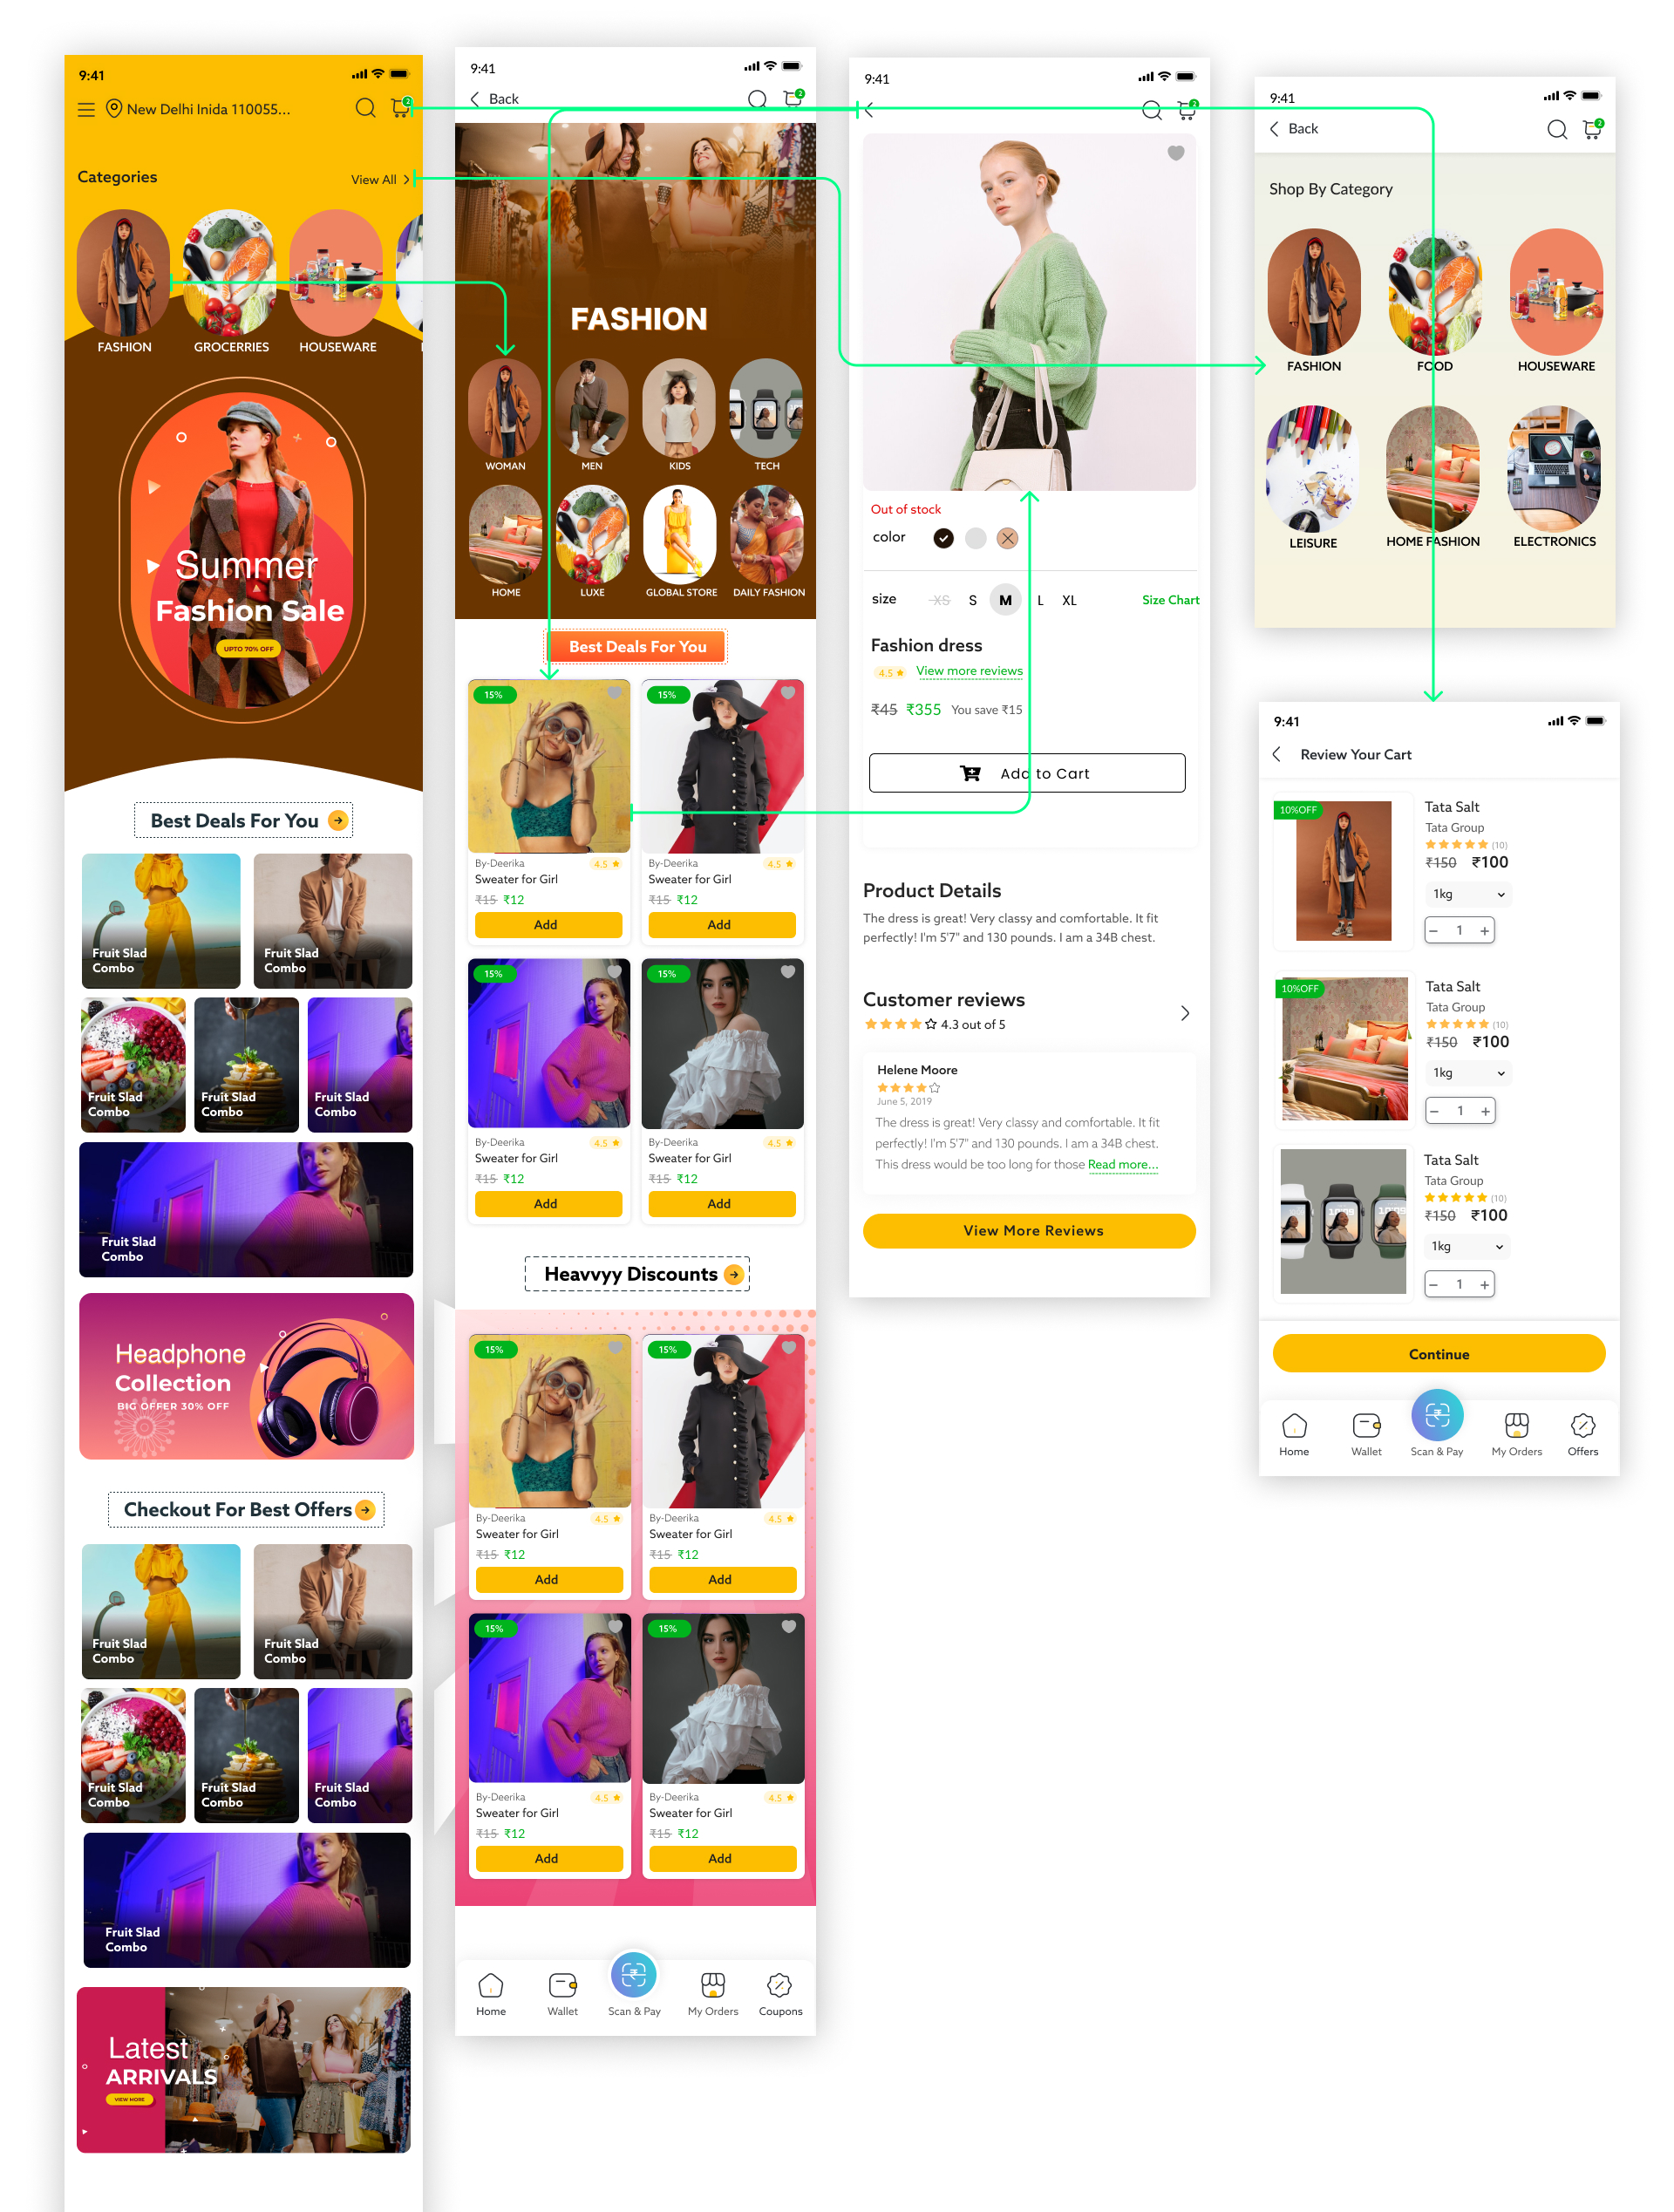 9:41
New Delhi Inida 110055...
2
Categories
View All
FASHION
GROCERRIES
HOUSEWARE
Summer
Fashion Sale
UPTO 70% OFF
Best Deals For You
Fruit Slad
Combo
Fruit Slad
Combo
Fruit Slad
Combo
Fruit Slad
Combo
Fruit Slad
Combo
Fruit Slad
Combo
Headphone
Collection
BIG OFFER 30% OFF
Checkout For Best Offers
Fruit Slad
Combo
Fruit Slad
Combo
Fruit Slad
Combo
Fruit Slad
Combo
Fruit Slad
Combo
Fruit Slad
Combo
Latest
ARRIVALS
VIEW MORE
9:41
Back
2
FASHION
WOMAN
MEN
KIDS
TECH
HOME
LUXE
GLOBAL STORE
DAILY FASHION
Best Deals For You
15%
15%
By-Deerika 4.5
Sweater for Girl
₹15 ₹12
Add
By-Deerika 4.5
Sweater for Girl
₹15 ₹12
Add
15%
15%
By-Deerika 4.5
Sweater for Girl
₹15 ₹12
Add
By-Deerika 4.5
Sweater for Girl
₹15 ₹12
Add
Heavvyy Discounts
15%
15%
By-Deerika 4.5
Sweater for Girl
₹15 ₹12
Add
By-Deerika 4.5
Sweater for Girl
₹15 ₹12
Add
15%
15%
By-Deerika 4.5
Sweater for Girl
₹15 ₹12
Add
By-Deerika 4.5
Sweater for Girl
₹15 ₹12
Add
Home
Wallet
Scan & Pay
My Orders
Coupons
9:41
2
Out of stock
color
size XS S M L XL Size Chart
Fashion dress
4.5 View more reviews
₹45 ₹355 You save ₹15
Add to Cart
Product Details
The dress is great! Very classy and comfortable. It fit
perfectly! I'm 5'7" and 130 pounds. I am a 34B chest.
Customer reviews
4.3 out of 5
Helene Moore
June 5, 2019
The dress is great! Very classy and comfortable. It fit
perfectly! I'm 5'7" and 130 pounds. I am a 34B chest.
This dress would be too long for those Read more...
View More Reviews
9:41
Back
2
Shop By Category
FASHION
FOOD
HOUSEWARE
LEISURE
HOME FASHION
ELECTRONICS
9:41
Review Your Cart
10%OFF
Tata Salt
Tata Group
(10)
₹150 ₹100
1kg
− 1 +
10%OFF
Tata Salt
Tata Group
(10)
₹150 ₹100
1kg
− 1 +
Tata Salt
Tata Group
(10)
₹150 ₹100
1kg
− 1 +
Continue
Home
Wallet
Scan & Pay
My Orders
Offers